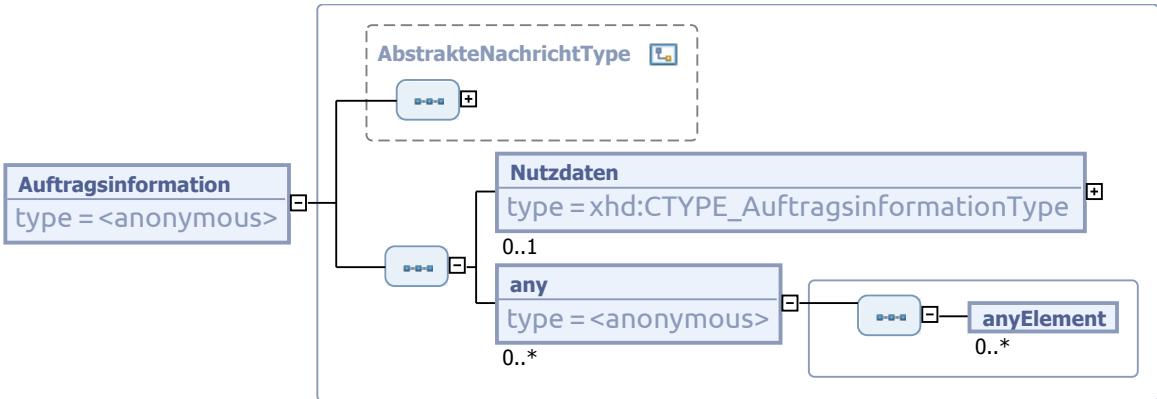 AbstrakteNachrichtType
Auftragsinformation
type = <anonymous>
Nutzdaten
type = xhd:CTYPE_AuftragsinformationType
0..1
any
type = <anonymous>
0..*
anyElement
0..*